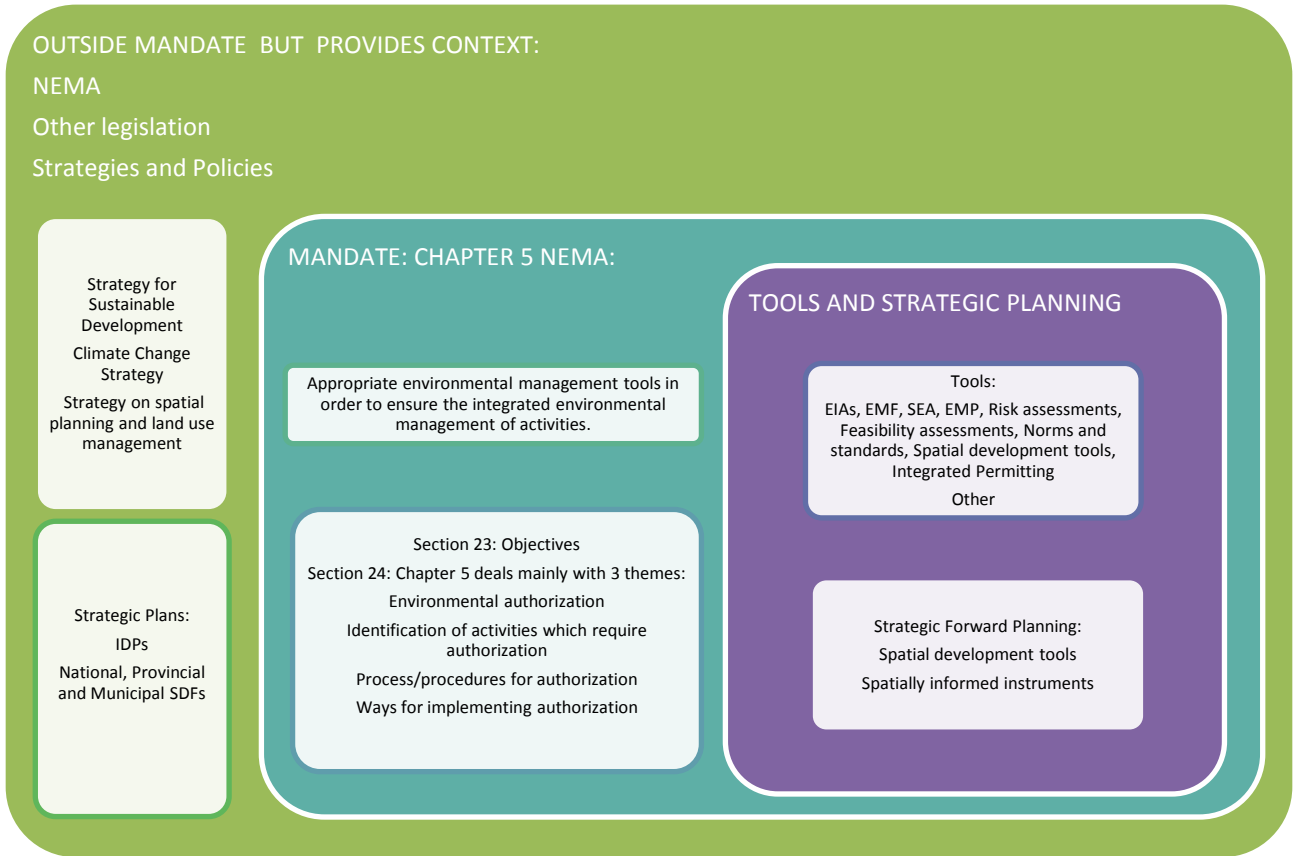 OUTSIDE MANDATE BUT PROVIDES CONTEXT:
NEMA
Other legislation
Strategies and Policies
Strategy for
Sustainable
Development
Climate Change
Strategy
Strategy on spatial
planning and land use
management
Strategic Plans:
IDPs
National, Provincial
and Municipal SDFs
MANDATE: CHAPTER 5 NEMA:
Appropriate environmental management tools in
order to ensure the integrated environmental
management of activities.
Section 23: Objectives
Section 24: Chapter 5 deals mainly with 3 themes:
Environmental authorization
Identification of activities which require
authorization
Process/procedures for authorization
Ways for implementing authorization
TOOLS AND STRATEGIC PLANNING
Tools:
EIAs, EMF, SEA, EMP, Risk assessments,
Feasibility assessments, Norms and
standards, Spatial development tools,
Integrated Permitting
Other
Strategic Forward Planning:
Spatial development tools
Spatially informed instruments